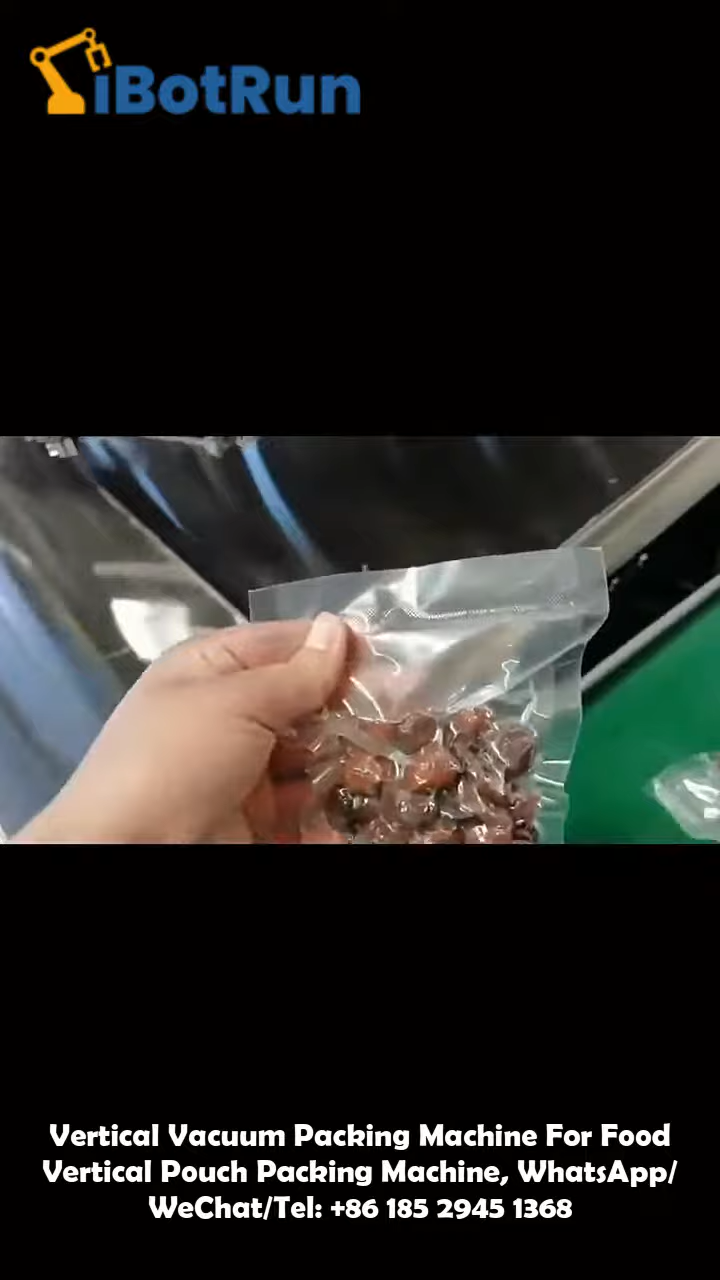 iBotRun
Vertical Vacuum Packing Machine For Food
Vertical Pouch Packing Machine, WhatsApp/
WeChat/Tel: +86 185 2945 1368